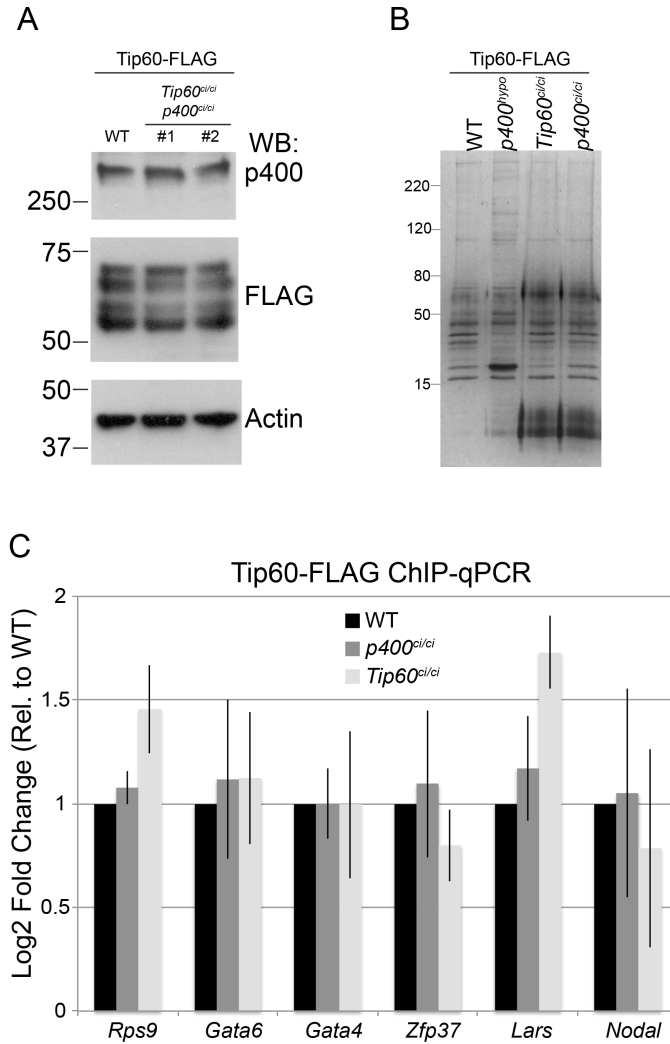 A
Tip60-FLAG
Tip60ci/ci
p400ci/ci
WT #1 #2
WB:
p400
250
75
FLAG
50
50
Actin
37
B
Tip60-FLAG
WT p400hypo Tip60ci/ci p400ci/ci
220
120
80
50
15
C
Tip60-FLAG ChIP-qPCR
Log2 Fold Change (Rel. to WT)
2
1.5
1
0.5
0
WT
p400ci/ci
Tip60ci/ci
Rps9 Gata6 Gata4 Zfp37 Lars Nodal